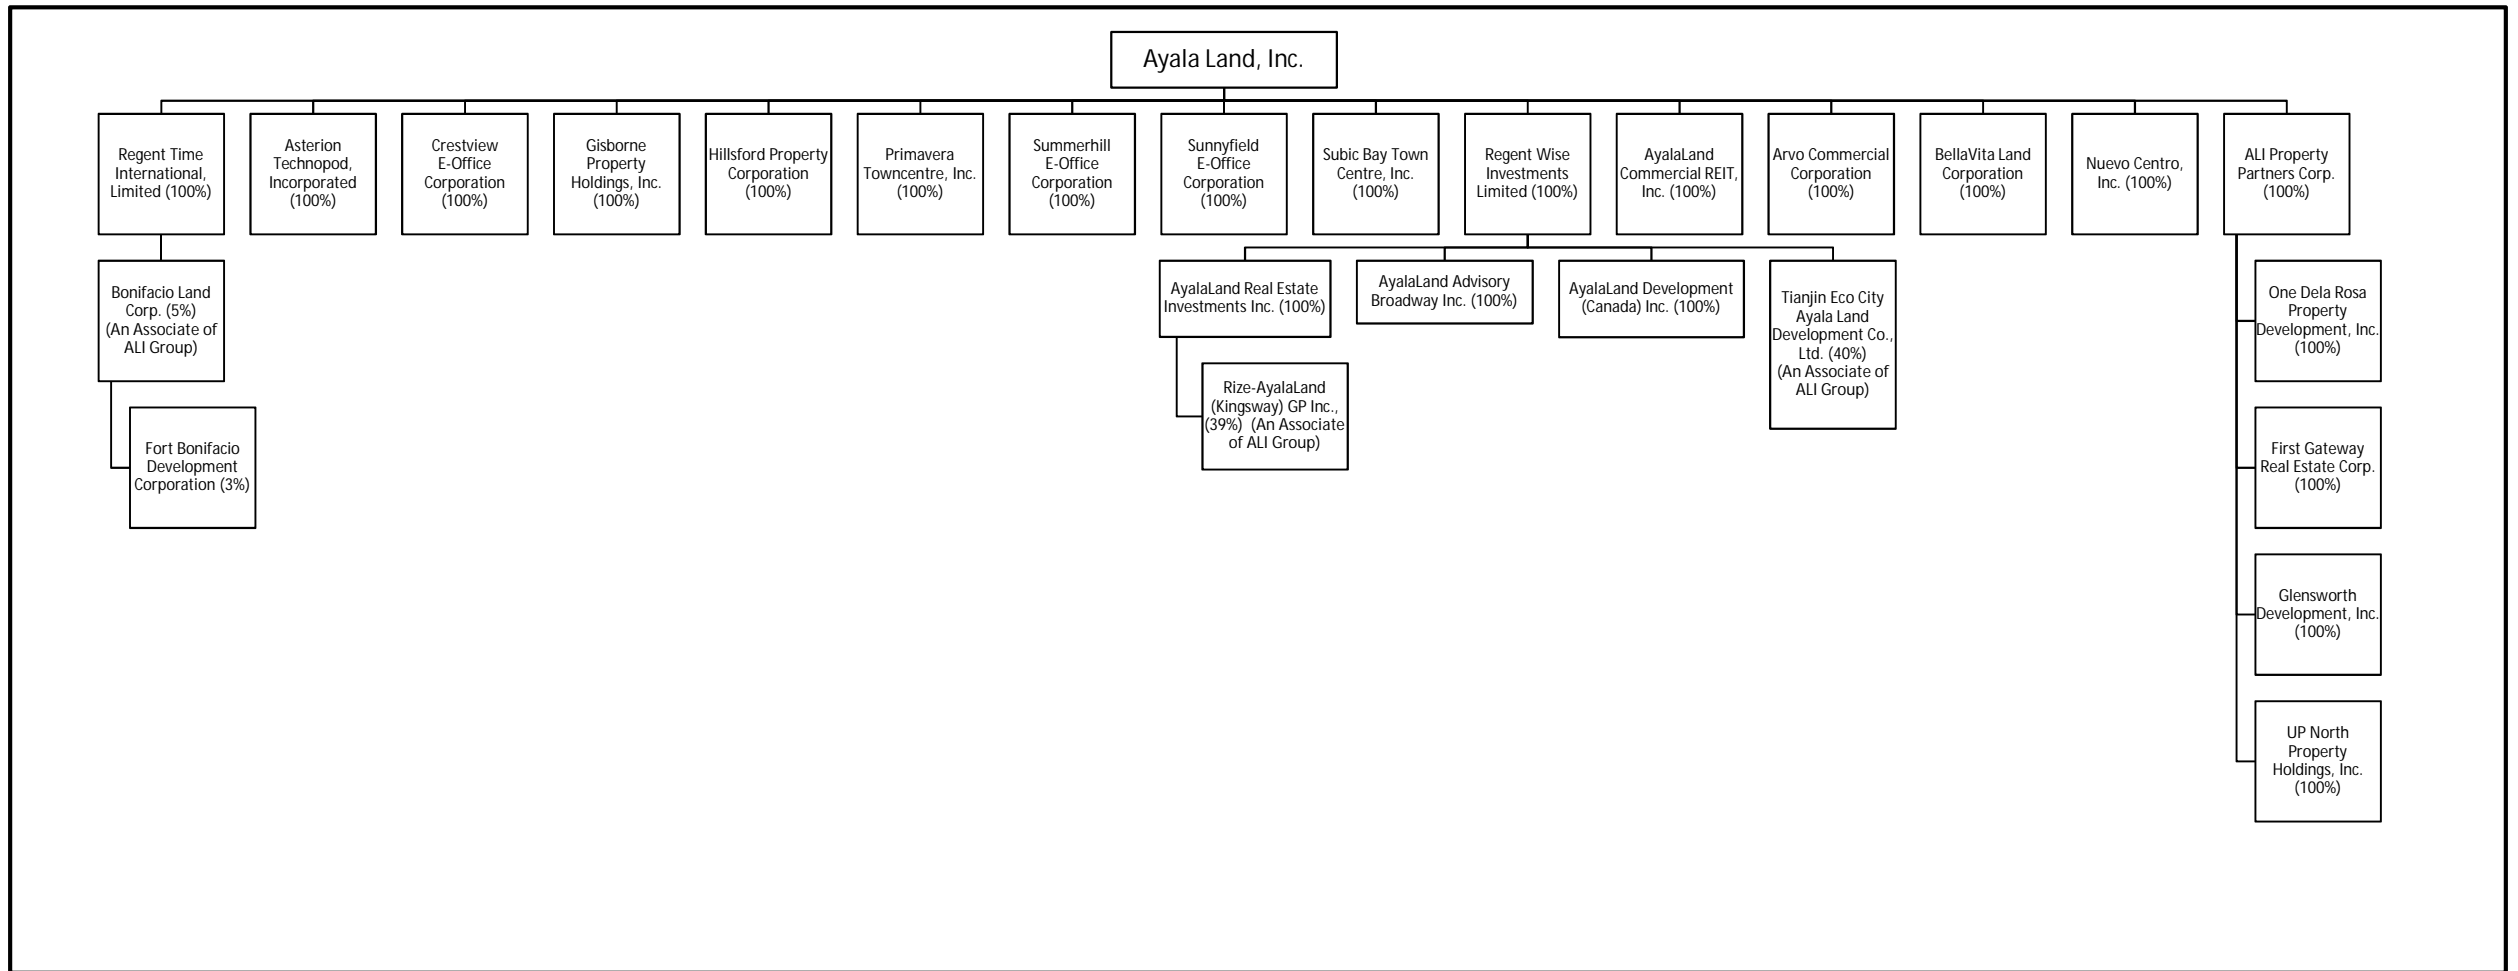 Ayala Land, Inc.
Regent Time
International,
Limited (100%)
Asterion
Technopod,
Incorporated
(100%)
Crestview
E-Office
Corporation
(100%)
Gisborne
Property
Holdings, Inc.
(100%)
Hillsford Property
Corporation
(100%)
Primavera
Towncentre, Inc.
(100%)
Summerhill
E-Office
Corporation
(100%)
Sunnyfield
E-Office
Corporation
(100%)
Subic Bay Town
Centre, Inc.
(100%)
Regent Wise
Investments
Limited (100%)
AyalaLand
Commercial REIT,
Inc. (100%)
Arvo Commercial
Corporation
(100%)
BellaVita Land
Corporation
(100%)
Nuevo Centro,
Inc. (100%)
ALI Property
Partners Corp.
(100%)
Bonifacio Land
Corp. (5%)
(An Associate of
ALI Group)
Fort Bonifacio
Development
Corporation (3%)
AyalaLand Real Estate
Investments Inc. (100%)
Rize-AyalaLand
(Kingsway) GP Inc.,
(39%)  (An Associate
of ALI Group)
AyalaLand Advisory
Broadway Inc. (100%)
AyalaLand Development
(Canada) Inc. (100%)
Tianjin Eco City
Ayala Land
Development Co.,
Ltd. (40%)
(An Associate of
ALI Group)
One Dela Rosa
Property
Development, Inc.
(100%)
First Gateway
Real Estate Corp.
(100%)
Glensworth
Development, Inc.
(100%)
UP North
Property
Holdings, Inc.
(100%)